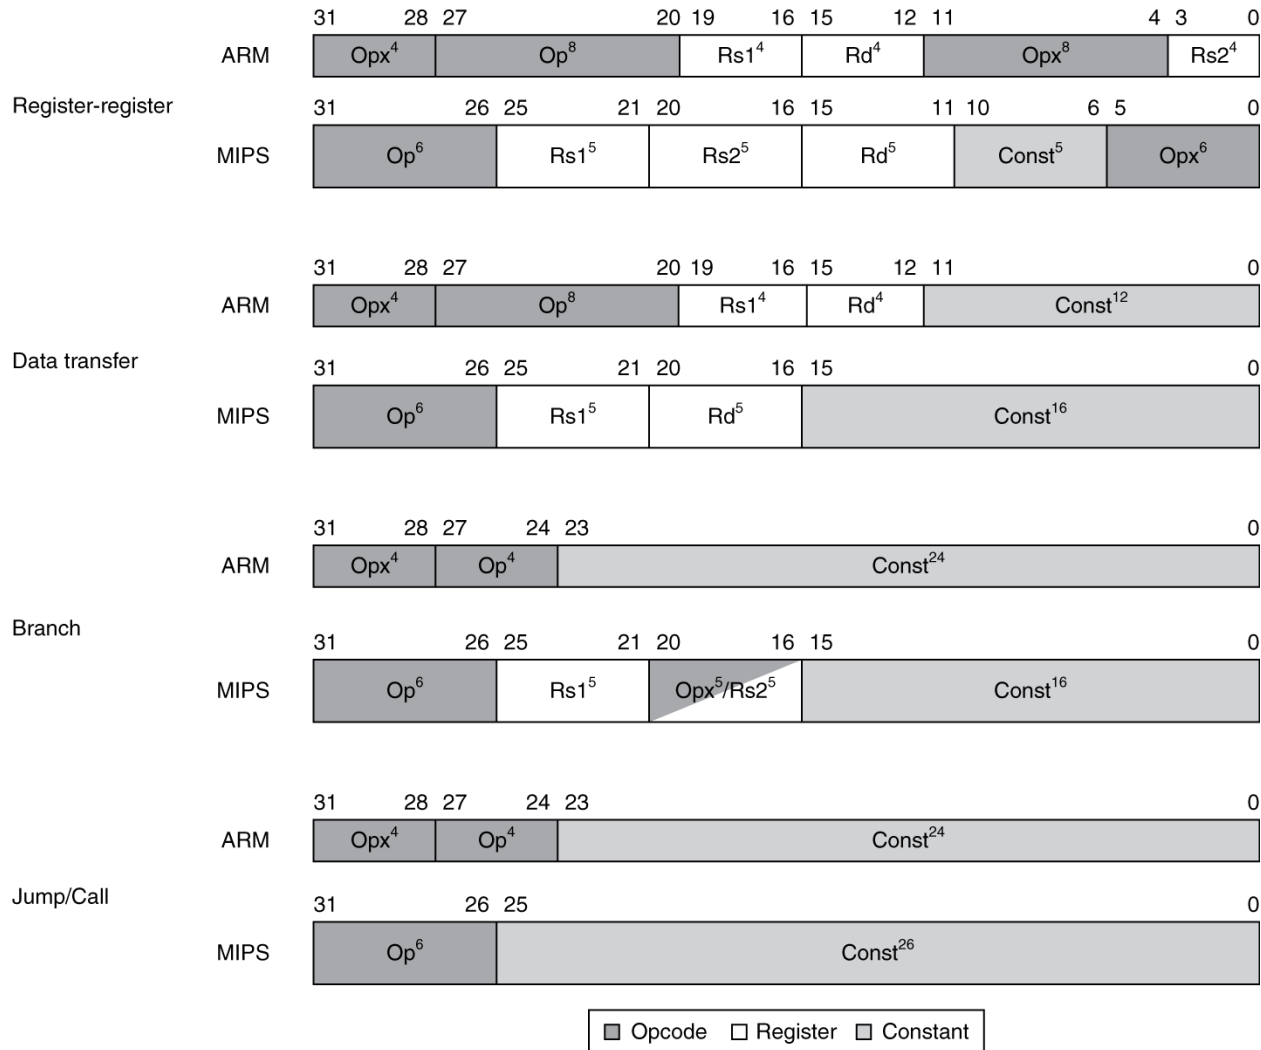 31 28 27 20 19 16 15 12 11 4 3 0
ARM Opx4 Op8 Rs14 Rd4 Opx8 Rs24
Register-register
31 26 25 21 20 16 15 11 10 6 5 0
MIPS Op6 Rs15 Rs25 Rd5 Const5 Opx6
31 28 27 20 19 16 15 12 11 0
ARM Opx4 Op8 Rs14 Rd4 Const12
Data transfer
31 26 25 21 20 16 15 0
MIPS Op6 Rs15 Rd5 Const16
31 28 27 24 23 0
ARM Opx4 Op4 Const24
Branch
31 26 25 21 20 16 15 0
MIPS Op6 Rs15 Opx5/Rs25 Const16
31 28 27 24 23 0
ARM Opx4 Op4 Const24
Jump/Call
31 26 25 0
MIPS Op6 Const26
Opcode Register Constant